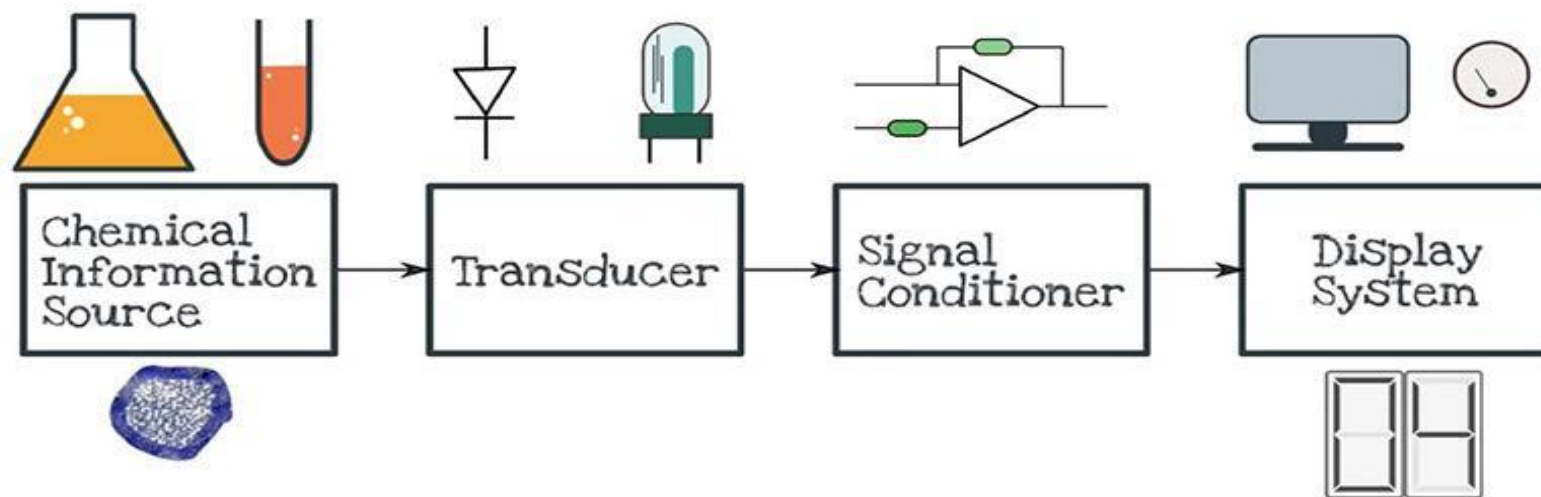 Chemical
Information
Source
Transducer
Signal
Conditioner
Display
System
04